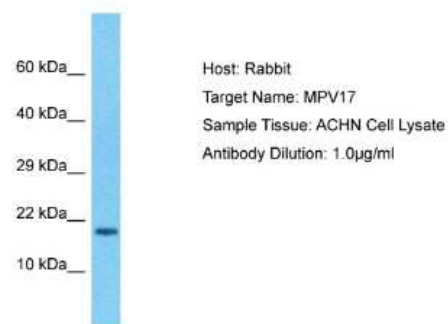 60 kDa
40 kDa
29 kDa
22 kDa
10 kDa
Host: Rabbit
Target Name: MPV17
Sample Tissue: ACHN Cell Lysate
Antibody Dilution: 1.0µg/ml